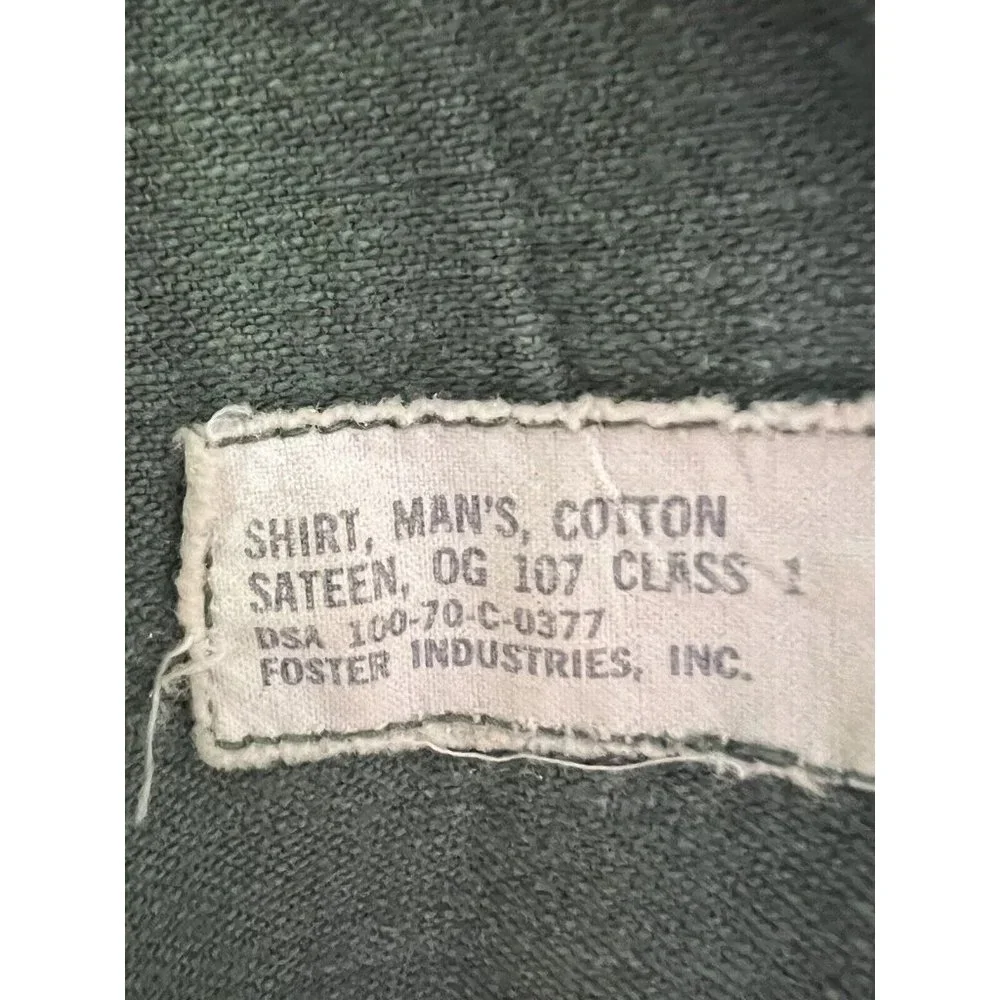 SHIRT, MAN'S, COTTON
SATEEN, OG 107 CLASS 1
DSA 100-70-C-0377
FOSTER INDUSTRIES, INC.